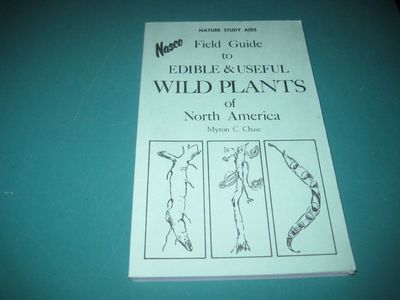 NATURE STUDY AIDS
Nasco Field Guide
to
EDIBLE & USEFUL
WILD PLANTS
of
North America
Myron C. Chase